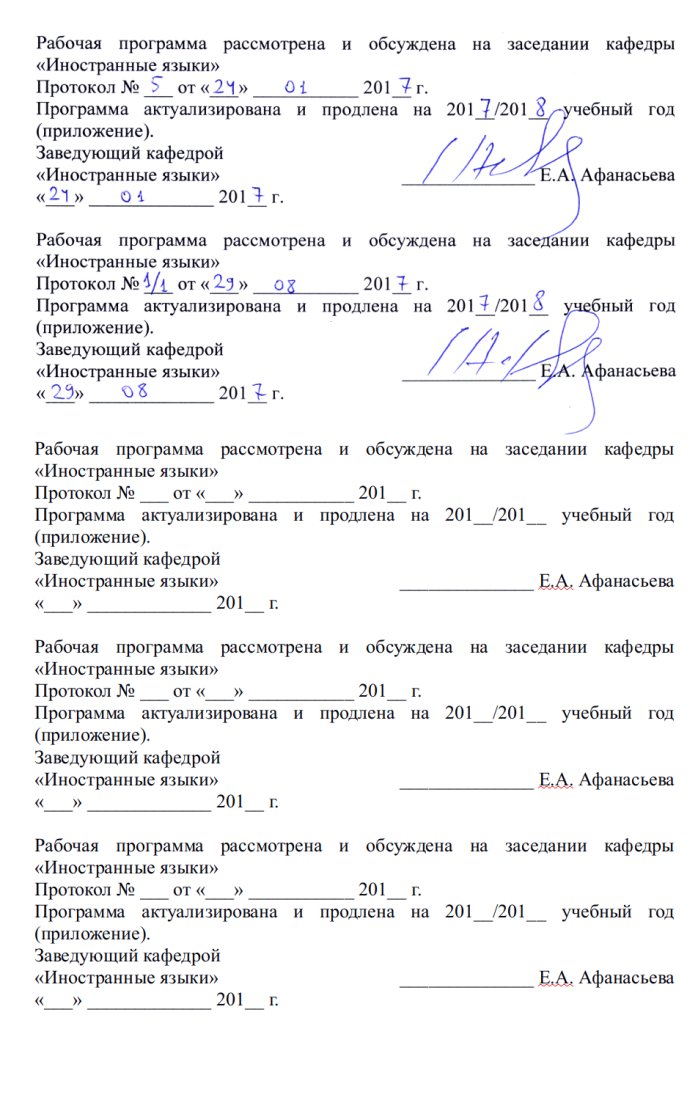 Рабочая программа рассмотрена и обсуждена на заседании кафедры
«Иностранные языки»
Протокол № 5 от «24» 01 2017 г.
Программа актуализирована и продлена на 2017/2018 учебный год
(приложение).
Заведующий кафедрой
«Иностранные языки» ______________ Е.А. Афанасьева
«24» 01 2017 г.
Рабочая программа рассмотрена и обсуждена на заседании кафедры
«Иностранные языки»
Протокол № 1/1 от «29» 08 2017 г.
Программа актуализирована и продлена на 2017/2018 учебный год
(приложение).
Заведующий кафедрой
«Иностранные языки» ______________ Е.А. Афанасьева
«29» 08 2017 г.
Рабочая программа рассмотрена и обсуждена на заседании кафедры
«Иностранные языки»
Протокол № ___ от «___» ___________ 201__ г.
Программа актуализирована и продлена на 201__/201__ учебный год
(приложение).
Заведующий кафедрой
«Иностранные языки» ______________ Е.А. Афанасьева
«___» _____________ 201__ г.
Рабочая программа рассмотрена и обсуждена на заседании кафедры
«Иностранные языки»
Протокол № ___ от «___» ___________ 201__ г.
Программа актуализирована и продлена на 201__/201__ учебный год
(приложение).
Заведующий кафедрой
«Иностранные языки» ______________ Е.А. Афанасьева
«___» _____________ 201__ г.
Рабочая программа рассмотрена и обсуждена на заседании кафедры
«Иностранные языки»
Протокол № ___ от «___» ___________ 201__ г.
Программа актуализирована и продлена на 201__/201__ учебный год
(приложение).
Заведующий кафедрой
«Иностранные языки» ______________ Е.А. Афанасьева
«___» _____________ 201__ г.